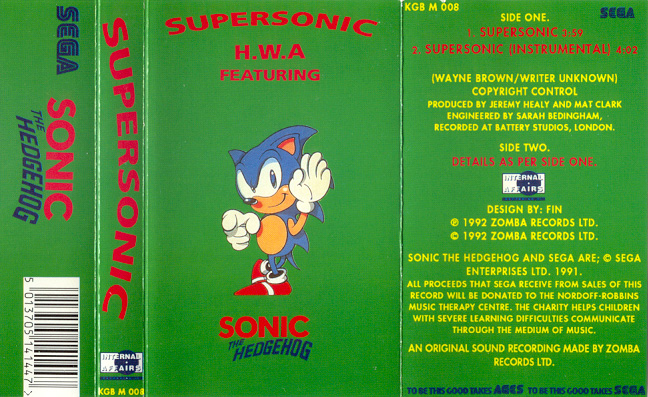 SEGA
SONIC
THE
HEDGEHOG
5 013705 141447 >
SUPERSONIC
INTERNAL
AFFAIRS
KGB M 008
SUPERSONIC
H.W.A
FEATURING
SONIC
THE
HEDGEHOG
KGB M 008
SEGA
SIDE ONE.
1. SUPERSONIC 3:59
2. SUPERSONIC (INSTRUMENTAL) 4:02
(WAYNE BROWN/WRITER UNKNOWN)
COPYRIGHT CONTROL
PRODUCED BY JEREMY HEALY AND MAT CLARK
ENGINEERED BY SARAH BEDINGHAM,
RECORDED AT BATTERY STUDIOS, LONDON.
SIDE TWO.
DETAILS AS PER SIDE ONE.
INTERNAL
AFFAIRS
DESIGN BY: FIN
℗ 1992 ZOMBA RECORDS LTD.
© 1992 ZOMBA RECORDS LTD.
SONIC THE HEDGEHOG AND SEGA ARE; © SEGA
ENTERPRISES LTD. 1991.
ALL PROCEEDS THAT SEGA RECEIVE FROM SALES OF THIS
RECORD WILL BE DONATED TO THE NORDOFF-ROBBINS
MUSIC THERAPY CENTRE. THE CHARITY HELPS CHILDREN
WITH SEVERE LEARNING DIFFICULTIES COMMUNICATE
THROUGH THE MEDIUM OF MUSIC.
AN ORIGINAL SOUND RECORDING MADE BY ZOMBA
RECORDS LTD.
TO BE THIS GOOD TAKES AGES TO BE THIS GOOD TAKES SEGA